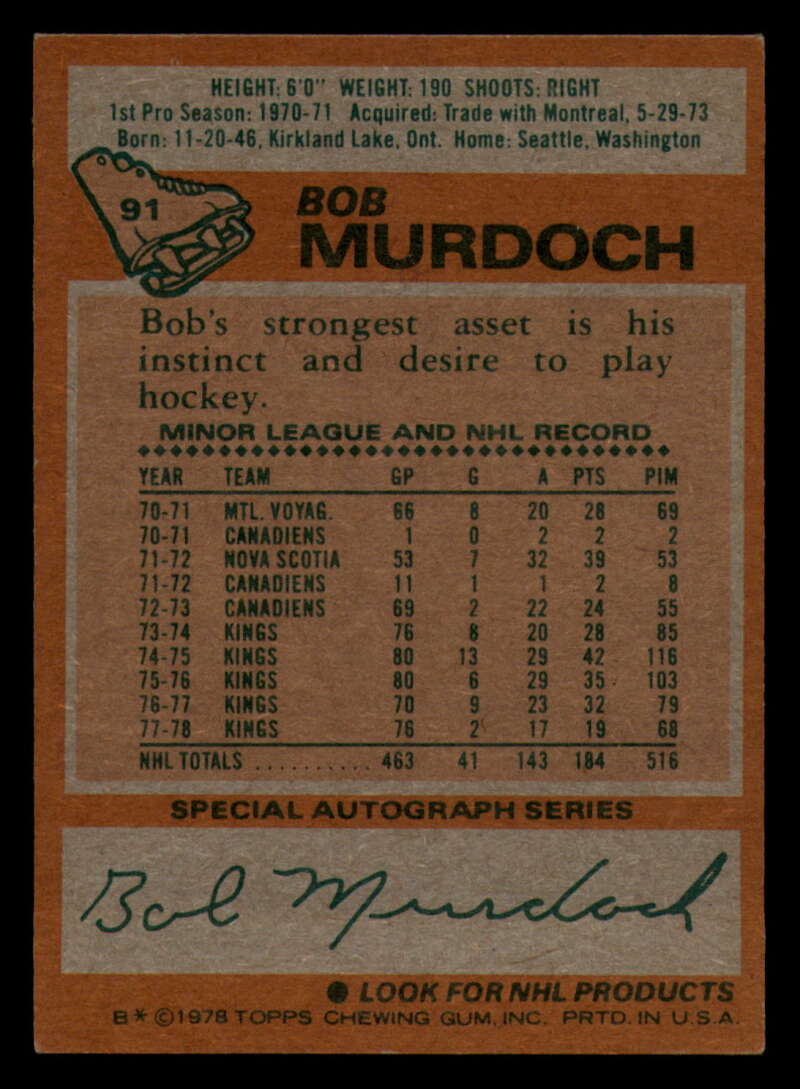 HEIGHT: 6'0" WEIGHT: 190 SHOOTS: RIGHT
1st Pro Season: 1970-71 Acquired: Trade with Montreal, 5-29-73
Born: 11-20-46, Kirkland Lake, Ont. Home: Seattle, Washington
91
BOB
MURDOCH
Bob's strongest asset is his
instinct and desire to play
hockey.
MINOR LEAGUE AND NHL RECORD
YEAR TEAM GP G A PTS PIM
70-71 MTL. VOYAG. 66 8 20 28 69
70-71 CANADIENS 1 0 2 2 2
71-72 NOVA SCOTIA 53 7 32 39 53
71-72 CANADIENS 11 1 1 2 8
72-73 CANADIENS 69 2 22 24 55
73-74 KINGS 76 8 20 28 85
74-75 KINGS 80 13 29 42 116
75-76 KINGS 80 6 29 35 103
76-77 KINGS 70 9 23 32 79
77-78 KINGS 76 2 17 19 68
NHL TOTALS .......... 463 41 143 184 516
SPECIAL AUTOGRAPH SERIES
Bob Murdoch
● LOOK FOR NHL PRODUCTS
B* ©1978 TOPPS CHEWING GUM, INC. PRTD. IN U.S.A.